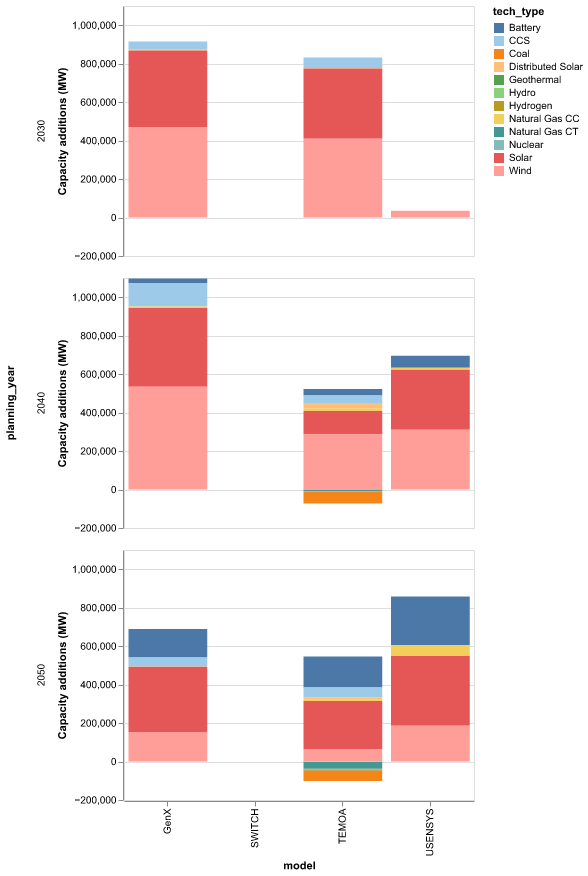 tech_type
Battery
CCS
Coal
Distributed Solar
Geothermal
Hydro
Hydrogen
Natural Gas CC
Natural Gas CT
Nuclear
Solar
Wind
planning_year
2030
Capacity additions (MW)
1,000,000
800,000
600,000
400,000
200,000
0
−200,000
2040
Capacity additions (MW)
1,000,000
800,000
600,000
400,000
200,000
0
−200,000
2050
Capacity additions (MW)
1,000,000
800,000
600,000
400,000
200,000
0
−200,000
GenX
SWITCH
TEMOA
USENSYS
model